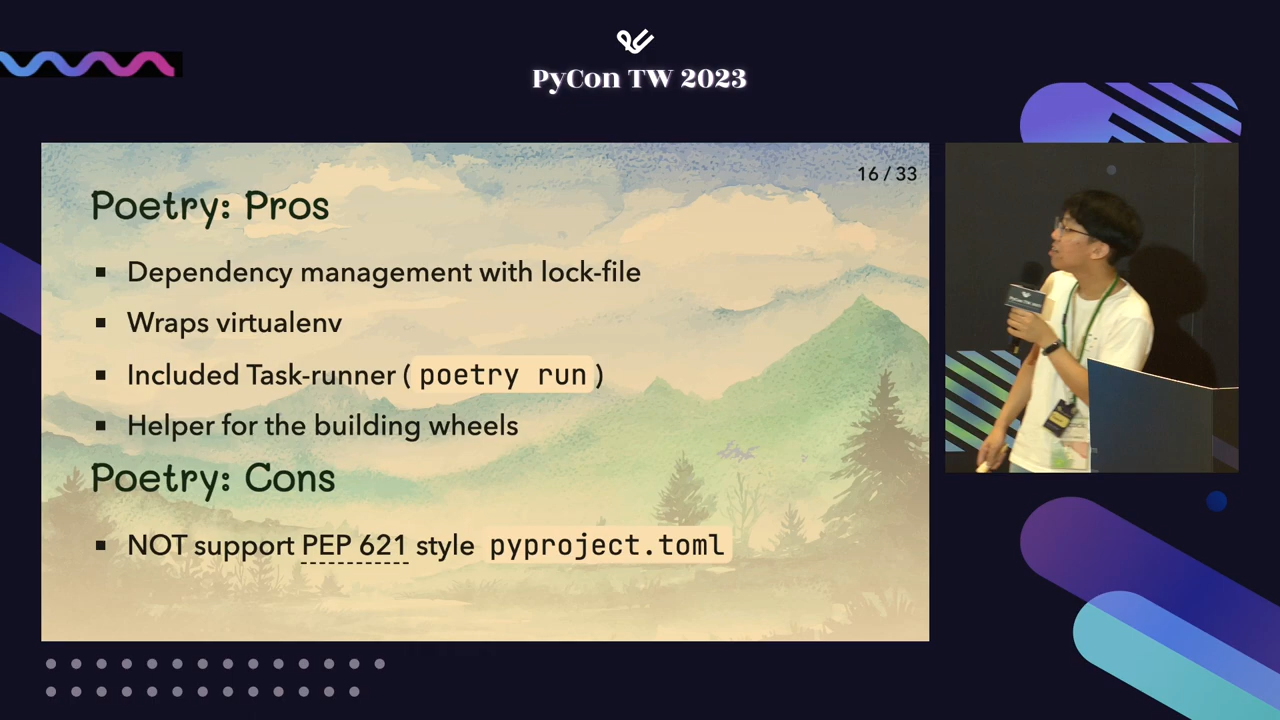 PyCon TW 2023
16 / 33
Poetry: Pros
Dependency management with lock-file
Wraps virtualenv
Included Task-runner ( poetry run )
Helper for the building wheels
Poetry: Cons
NOT support PEP 621 style pyproject.toml